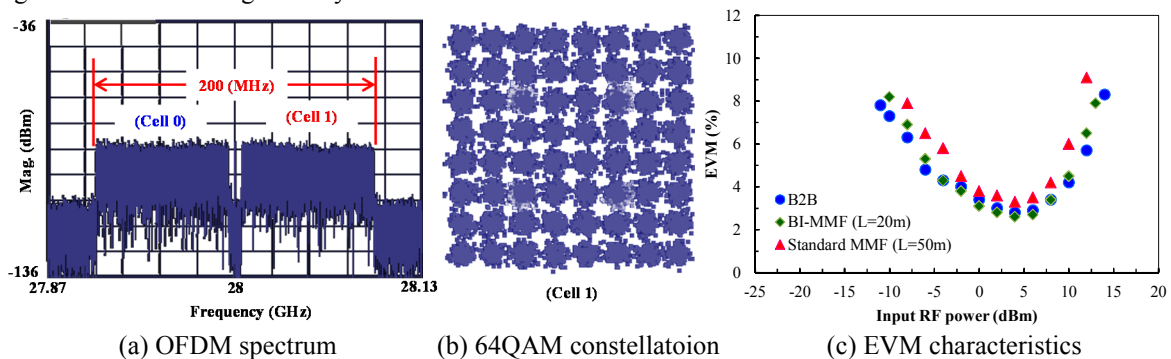 -36
200 (MHz)
(Cell 0)
(Cell 1)
Mag. (dBm)
-136
27.87
28
28.13
Frequency (GHz)
(a) OFDM spectrum
(Cell 1)
(b) 64QAM constellatoion
12
10
8
6
4
2
0
EVM (%)
B2B
BI-MMF (L=20m)
Standard MMF (L=50m)
-25
-20
-15
-10
-5
0
5
10
15
20
Input RF power (dBm)
(c) EVM characteristics